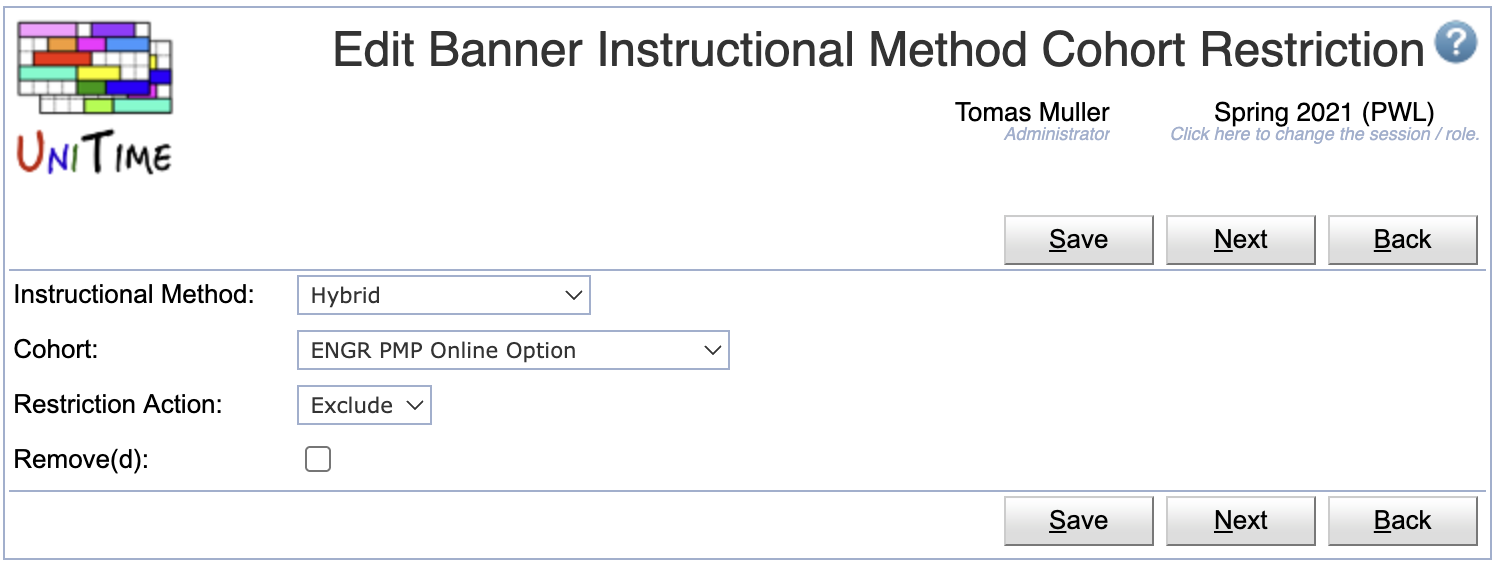 Edit Banner Instructional Method Cohort Restriction ?
UNITIME
Tomas Muller Spring 2021 (PWL)
Administrator Click here to change the session / role.
Save Next Back
Instructional Method: Hybrid
Cohort: ENGR PMP Online Option
Restriction Action: Exclude
Remove(d):
Save Next Back